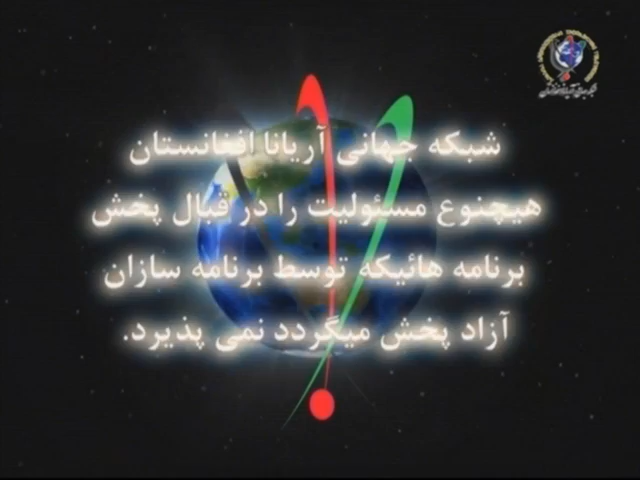 شبکه جهانی آریانا افغانستان
هیچنوع مسئولیت را در قبال پخش
برنامه هائیکه توسط برنامه سازان
آزاد پخش میگردد نمی پذیرد.